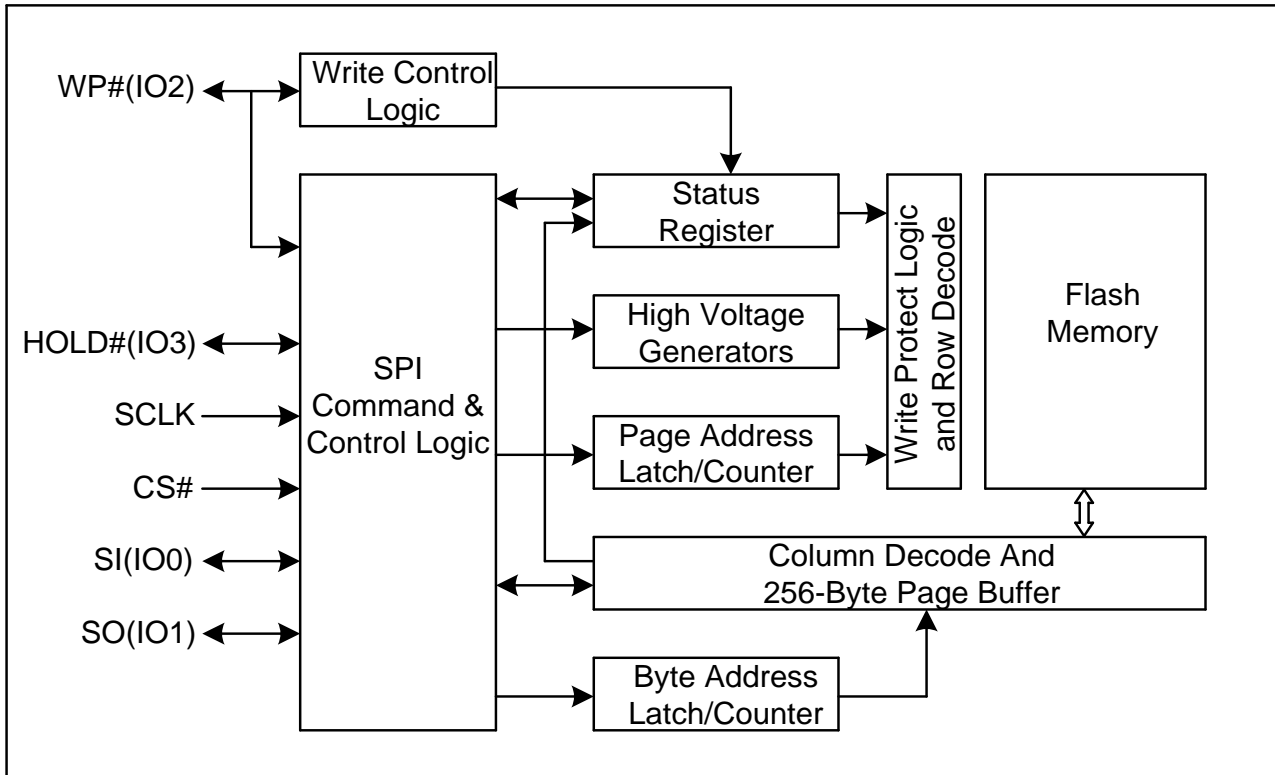 WP#(IO2)
Write Control
Logic
Status
Register
Write Protect Logic
and Row Decode
Flash
Memory
HOLD#(IO3)
High Voltage
Generators
SPI
Command &
Control Logic
SCLK
Page Address
Latch/Counter
CS#
SI(IO0)
Column Decode And
256-Byte Page Buffer
SO(IO1)
Byte Address
Latch/Counter